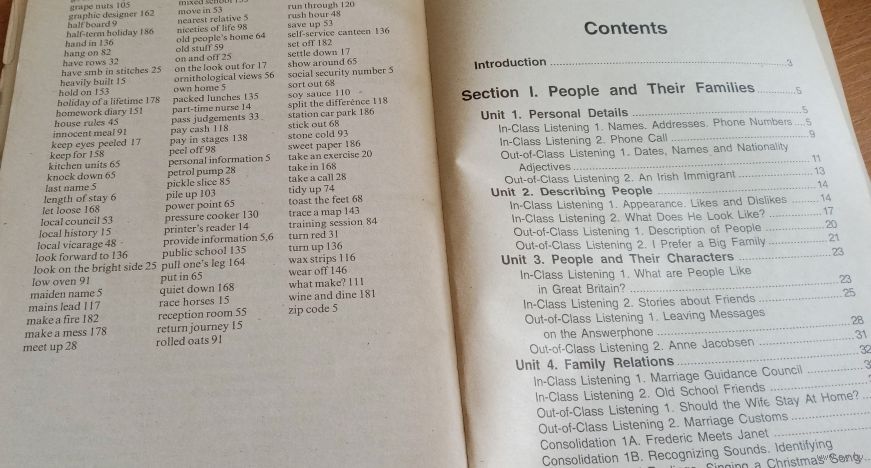 grape nuts 105
graphic designer 162
half board 9
half-term holiday 186
hand in 136
hang on 82
have rows 32
have smb in stitches 25
heavily built 15
hold on 153
holiday of a lifetime 178
homework diary 151
house rules 45
innocent meal 91
keep eyes peeled 17
keep for 158
kitchen units 65
knock down 65
last name 5
length of stay 6
let loose 168
local council 53
local history 15
local vicarage 48
look forward to 136
look on the bright side 25
low oven 91
maiden name 5
mains lead 117
make a fire 182
make a mess 178
meet up 28
mixed school
move in 53
nearest relative 5
niceties of life 98
old people's home 64
old stuff 59
on and off 25
on the look out for 17
ornithological views 56
own home 5
packed lunches 135
part-time nurse 14
pass judgements 33
pay cash 118
pay in stages 138
peel off 98
personal information 5
petrol pump 28
pickle slice 85
pile up 103
power point 65
pressure cooker 130
printer's reader 14
provide information 5,6
public school 135
pull one's leg 164
put in 65
quiet down 168
race horses 15
reception room 55
return journey 15
rolled oats 91
run through 120
rush hour 48
save up 53
self-service canteen 136
set off 182
settle down 17
show around 65
social security number 5
sort out 68
soy sauce 110
split the difference 118
station car park 186
stick out 68
stone cold 93
sweet paper 186
take an exercise 20
take in 168
take a call 28
tidy up 74
toast the feet 68
trace a map 143
training session 84
turn red 31
turn up 136
wax strips 116
wear off 146
what make? 111
wine and dine 181
zip code 5
Contents
Introduction 3
Section I. People and Their Families 5
Unit 1. Personal Details 5
In-Class Listening 1. Names. Addresses. Phone Numbers 5
In-Class Listening 2. Phone Call 9
Out-of-Class Listening 1. Dates, Names and Nationality
Adjectives 11
Out-of-Class Listening 2. An Irish Immigrant 13
Unit 2. Describing People 14
In-Class Listening 1. Appearance. Likes and Dislikes 14
In-Class Listening 2. What Does He Look Like? 17
Out-of-Class Listening 1. Description of People 20
Out-of-Class Listening 2. I Prefer a Big Family 21
Unit 3. People and Their Characters 23
In-Class Listening 1. What are People Like
in Great Britain? 23
In-Class Listening 2. Stories about Friends 25
Out-of-Class Listening 1. Leaving Messages
on the Answerphone 28
Out-of-Class Listening 2. Anne Jacobsen 31
Unit 4. Family Relations 32
In-Class Listening 1. Marriage Guidance Council
In-Class Listening 2. Old School Friends
Out-of-Class Listening 1. Should the Wife Stay At Home?
Out-of-Class Listening 2. Marriage Customs
Consolidation 1A. Frederic Meets Janet
Consolidation 1B. Recognizing Sounds. Identifying
Singing a Christmas Song